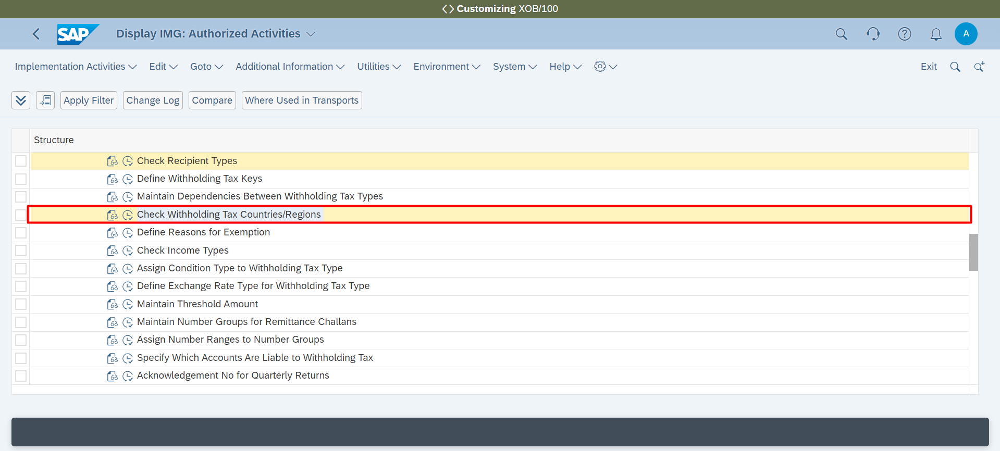 Customizing XOB/100
SAP Display IMG: Authorized Activities A
Implementation Activities Edit Goto Additional Information Utilities Environment System Help Exit
Apply Filter Change Log Compare Where Used in Transports
Structure
Check Recipient Types
Define Withholding Tax Keys
Maintain Dependencies Between Withholding Tax Types
Check Withholding Tax Countries/Regions
Define Reasons for Exemption
Check Income Types
Assign Condition Type to Withholding Tax Type
Define Exchange Rate Type for Withholding Tax Type
Maintain Threshold Amount
Maintain Number Groups for Remittance Challans
Assign Number Ranges to Number Groups
Specify Which Accounts Are Liable to Withholding Tax
Acknowledgement No for Quarterly Returns